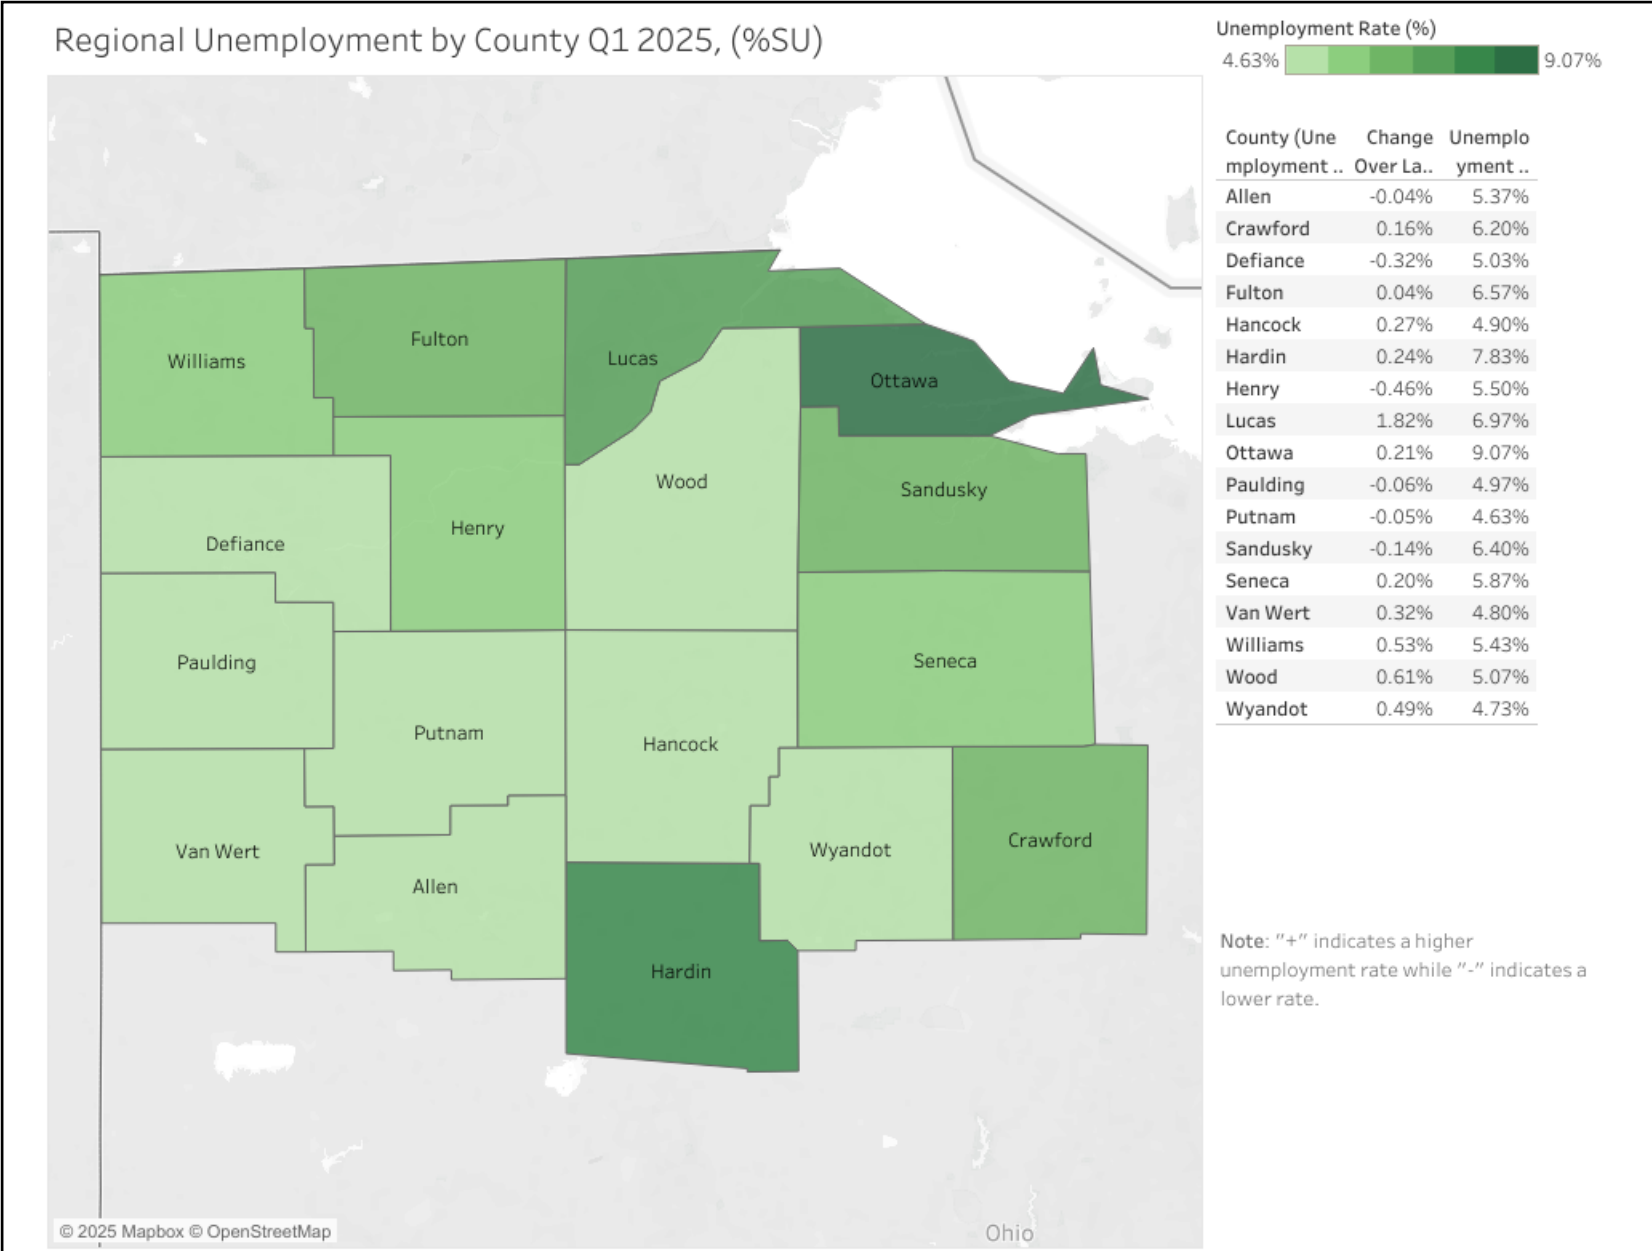 Regional Unemployment by County Q1 2025, (%SU)
Unemployment Rate (%)
4.63% 9.07%
County (Une Change Unemplo
mployment .. Over La.. yment ..
Allen -0.04% 5.37%
Crawford 0.16% 6.20%
Defiance -0.32% 5.03%
Fulton 0.04% 6.57%
Hancock 0.27% 4.90%
Hardin 0.24% 7.83%
Henry -0.46% 5.50%
Lucas 1.82% 6.97%
Ottawa 0.21% 9.07%
Paulding -0.06% 4.97%
Putnam -0.05% 4.63%
Sandusky -0.14% 6.40%
Seneca 0.20% 5.87%
Van Wert 0.32% 4.80%
Williams 0.53% 5.43%
Wood 0.61% 5.07%
Wyandot 0.49% 4.73%
Note: "+" indicates a higher
unemployment rate while "-" indicates a
lower rate.
Williams
Fulton
Lucas
Ottawa
Wood
Sandusky
Henry
Defiance
Paulding
Seneca
Putnam
Hancock
Van Wert
Allen
Wyandot
Crawford
Hardin
© 2025 Mapbox © OpenStreetMap
Ohio